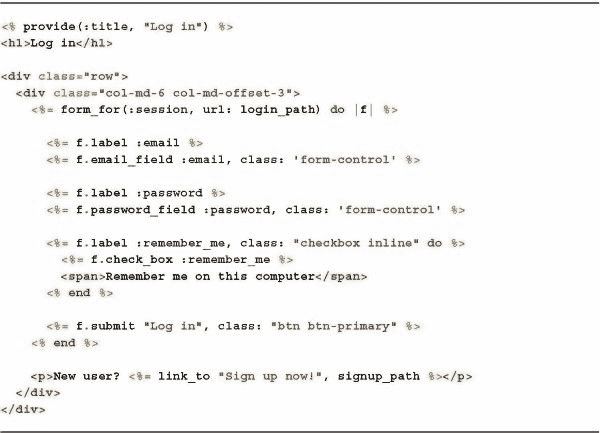 <% provide(:title, "Log in") %>
<h1>Log in</h1>

<div class="row">
  <div class="col-md-6 col-md-offset-3">
    <%= form_for(:session, url: login_path) do |f| %>

      <%= f.label :email %>
      <%= f.email_field :email, class: 'form-control' %>

      <%= f.label :password %>
      <%= f.password_field :password, class: 'form-control' %>

      <%= f.label :remember_me, class: "checkbox inline" do %>
        <%= f.check_box :remember_me %>
        <span>Remember me on this computer</span>
      <% end %>

      <%= f.submit "Log in", class: "btn btn-primary" %>
    <% end %>

    <p>New user? <%= link_to "Sign up now!", signup_path %></p>
  </div>
</div>